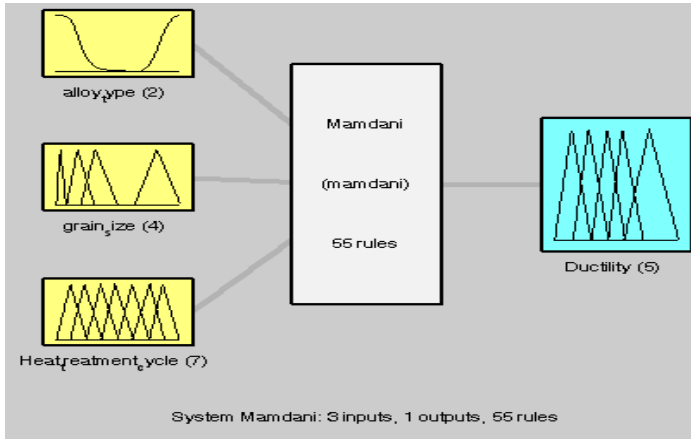 alloy_type (2)
grain_size (4)
Heat_treatment_cycle (7)
Mamdani
(mamdani)
55 rules
Ductility (5)
System Mamdani: 3 inputs, 1 outputs, 55 rules